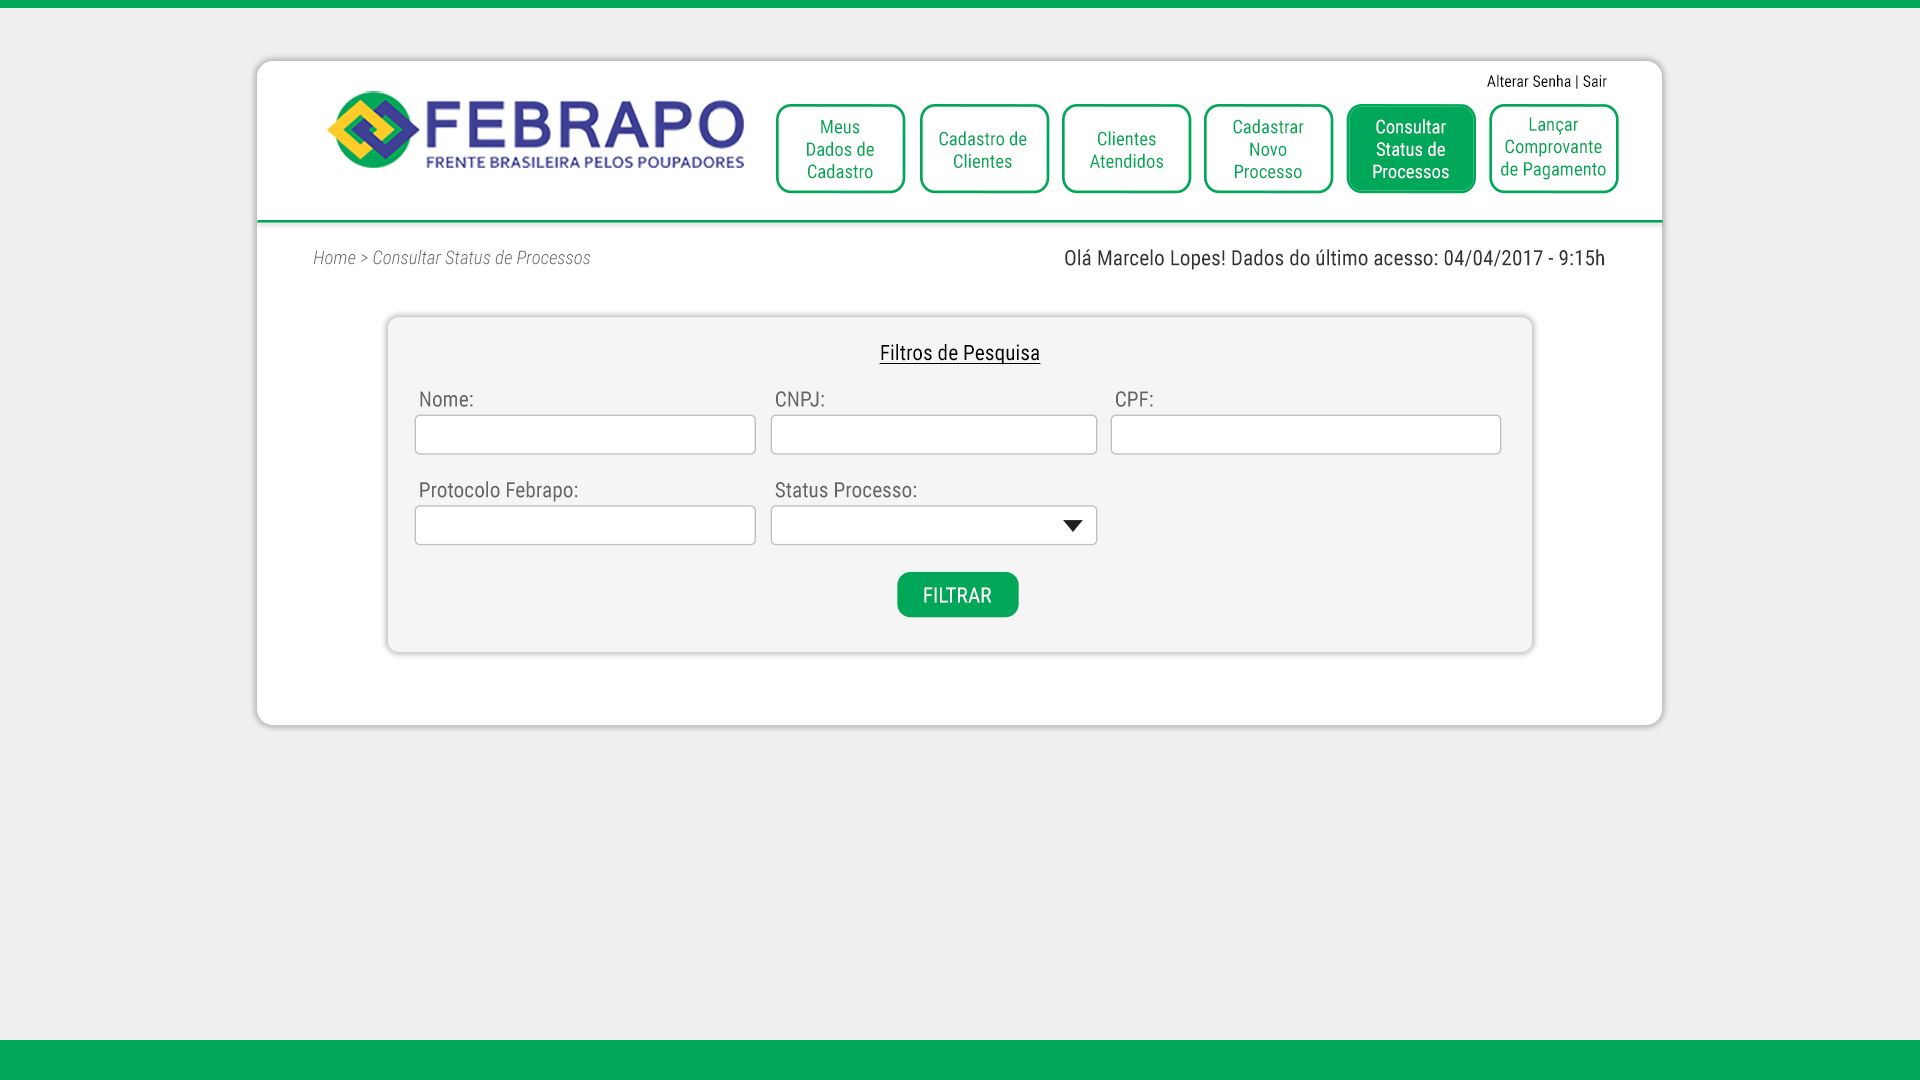 Alterar Senha | Sair
FEBRAPO
FRENTE BRASILEIRA PELOS POUPADORES
Meus
Dados de
Cadastro
Cadastro de
Clientes
Clientes
Atendidos
Cadastrar
Novo
Processo
Consultar
Status de
Processos
Lançar
Comprovante
de Pagamento
Home > Consultar Status de Processos
Olá Marcelo Lopes! Dados do último acesso: 04/04/2017 - 9:15h
Filtros de Pesquisa
Nome:
CNPJ:
CPF:
Protocolo Febrapo:
Status Processo:
FILTRAR